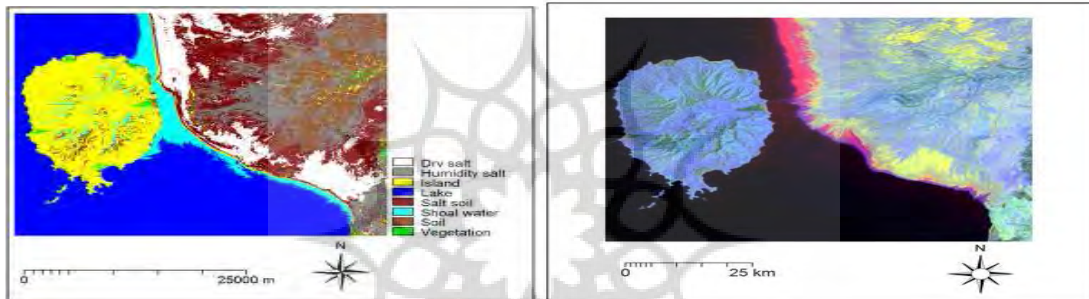 Dry salt
Humidity salt
Island
Lake
Salt soil
Shoal water
Soil
Vegetation
N
0 25000 m
N
0 25 km